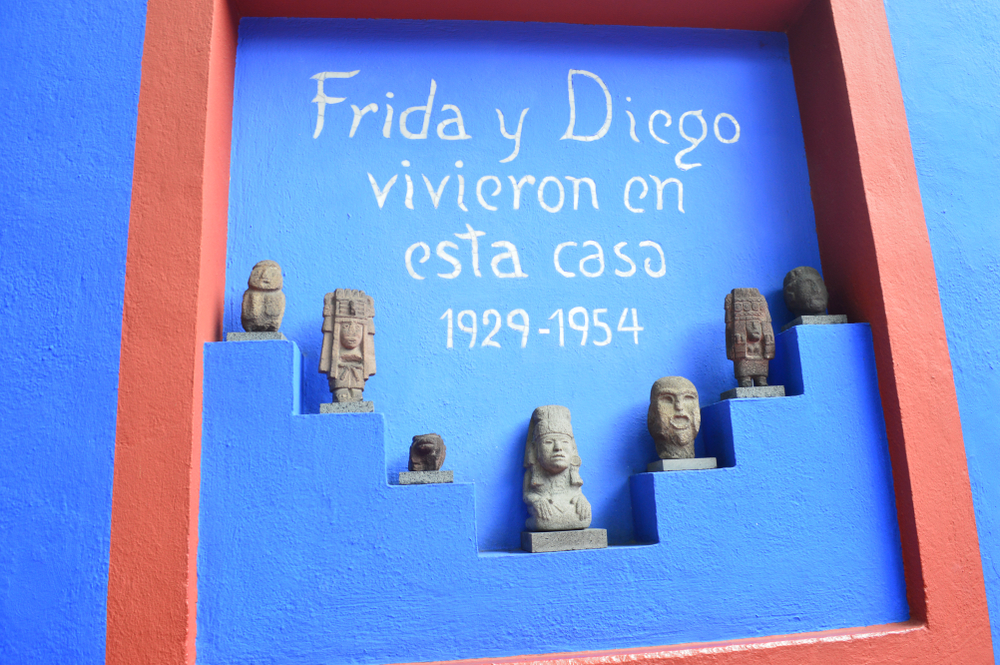 Frida y Diego
vivieron en
esta casa
1929-1954